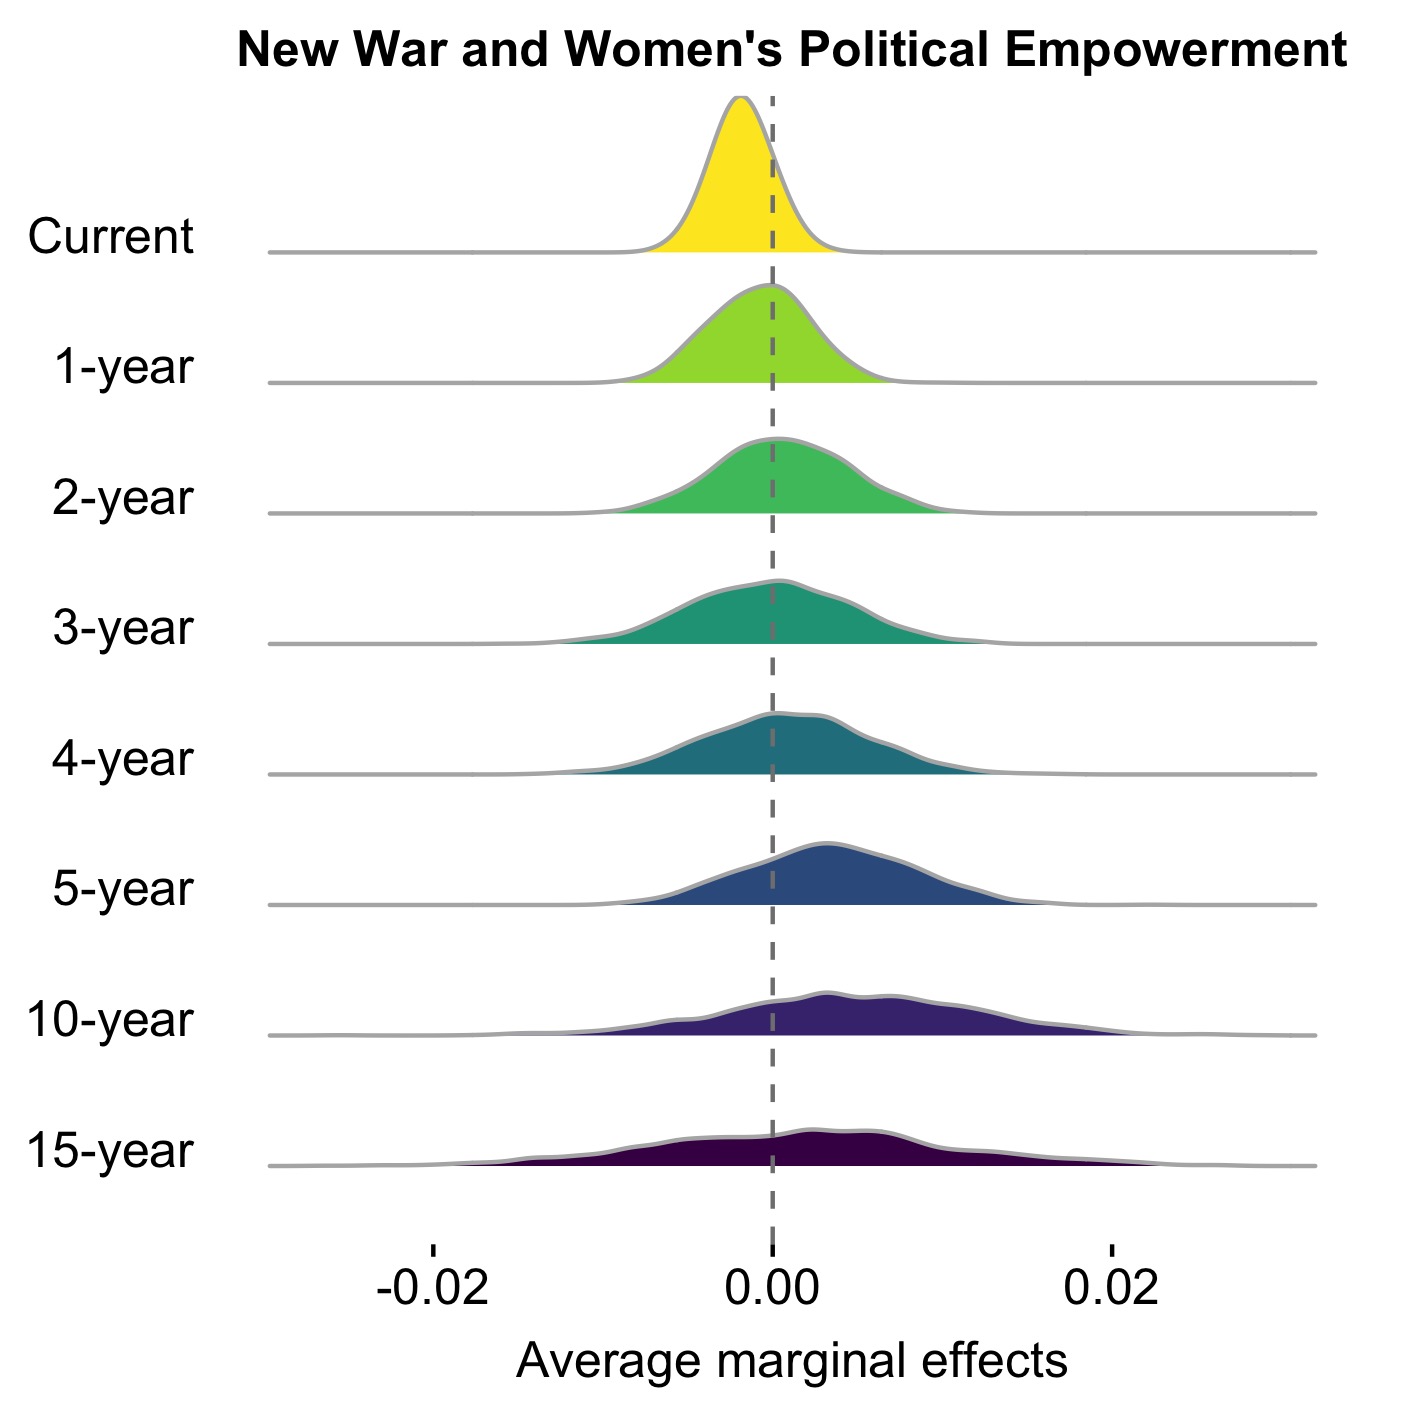 New War and Women's Political Empowerment
Current
1-year
2-year
3-year
4-year
5-year
10-year
15-year
-0.02 0.00 0.02
Average marginal effects